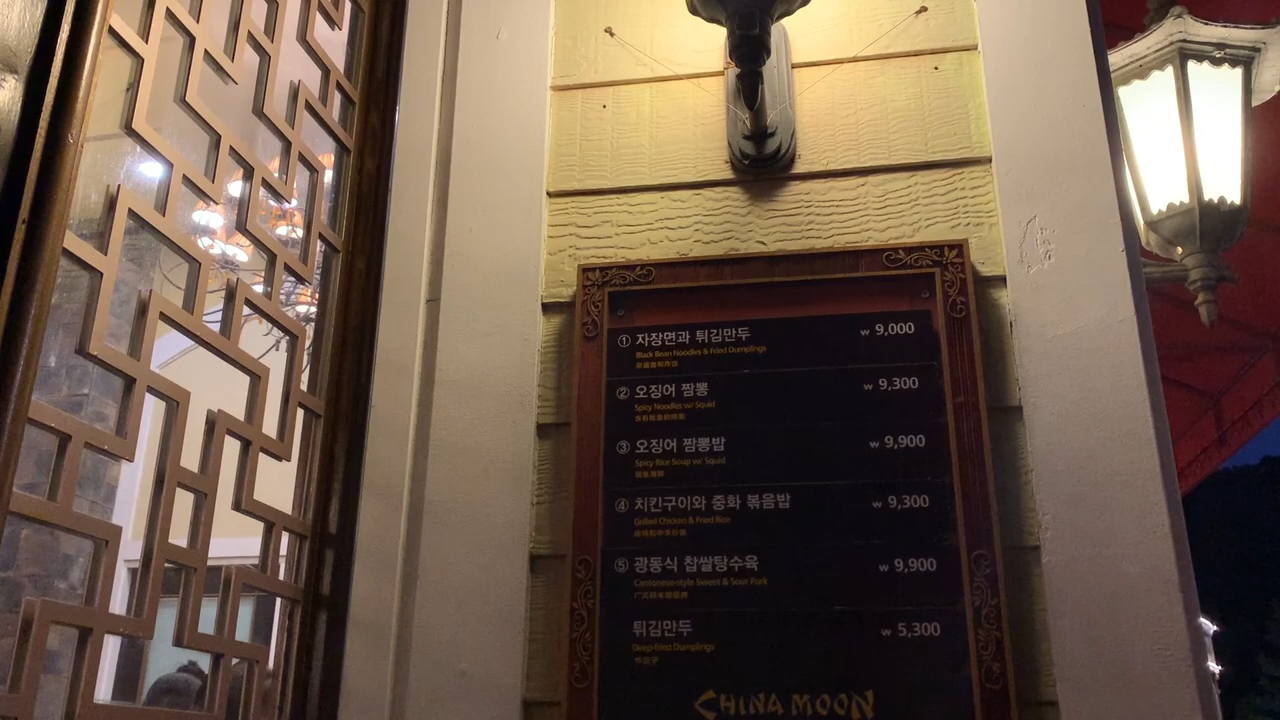 ① 자장면과 튀김만두 ₩ 9,000
Black Bean Noodles & Fried Dumplings
② 오징어 짬뽕 ₩ 9,300
Spicy Noodles w/ Squid
③ 오징어 짬뽕밥 ₩ 9,900
Spicy Rice Soup w/ Squid
④ 치킨구이와 중화 볶음밥 ₩ 9,300
Grilled Chicken & Fried Rice
⑤ 광동식 찹쌀탕수육 ₩ 9,900
Cantonese-style Sweet & Sour Pork
튀김만두 ₩ 5,300
Deep-fried Dumplings
CHINA MOON